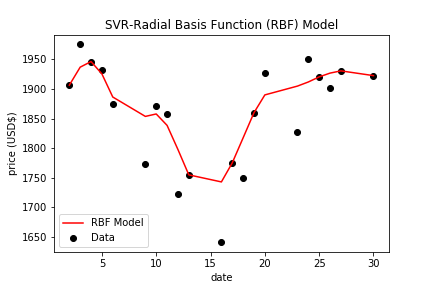 SVR-Radial Basis Function (RBF) Model
price (USD$)
1950
1900
1850
1800
1750
1700
1650
RBF Model
Data
5 10 15 20 25 30
date